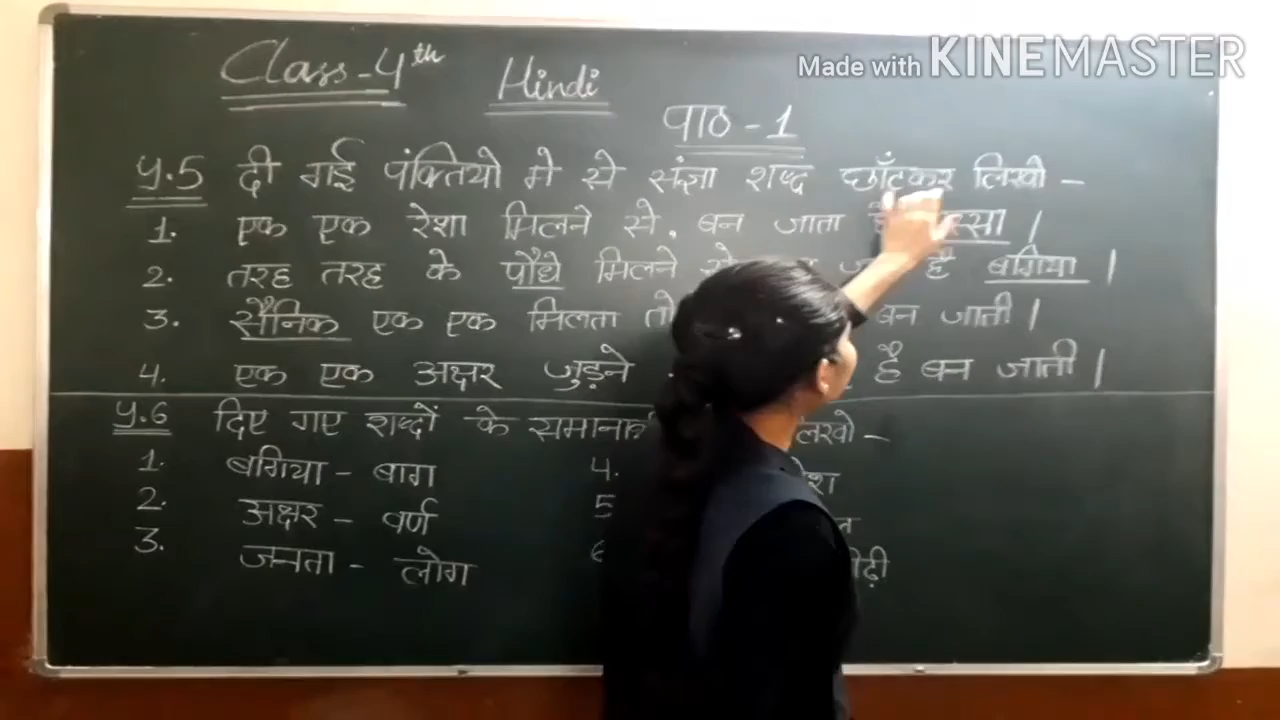 Made with KINEMASTER
Class-4th Hindi
पाठ-1
प्र.5 दी गई पंक्तियो मे से संज्ञा शब्द छाँटकर लिखो -
1. एक एक रेशा मिलने से. बन जाता है ।
2. तरह तरह के पौधे मिलने से है बगिया ।
3. सैनिक एक एक मिलता तो बन जाती ।
4. एक एक अक्षर जुड़ने है बन जाती ।
प्र.6 दिए गए शब्दों के -
1. बगिया - बाग 4.
2. अक्षर - वर्ण 5
3. जनता - लोग 6